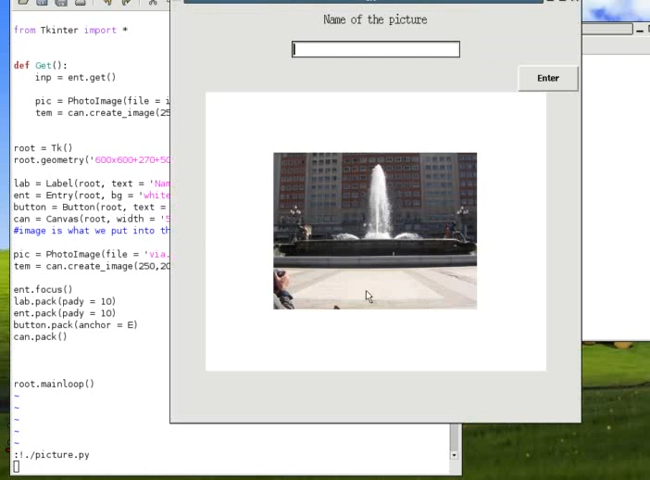 from Tkinter import *
def Get():
inp = ent.get()
pic = PhotoImage(file = i
tem = can.create_image(25
root = Tk()
root.geometry('600x600+270+50
lab = Label(root, text = 'Nam
ent = Entry(root, bg = 'white
button = Button(root, text =
can = Canvas(root, width = '5
#image is what we put into th
pic = PhotoImage(file = 'via.
tem = can.create_image(250,20
ent.focus()
lab.pack(pady = 10)
ent.pack(pady = 10)
button.pack(anchor = E)
can.pack()
root.mainloop()
~
~
~
~
~
:!./picture.py
Name of the picture
Enter